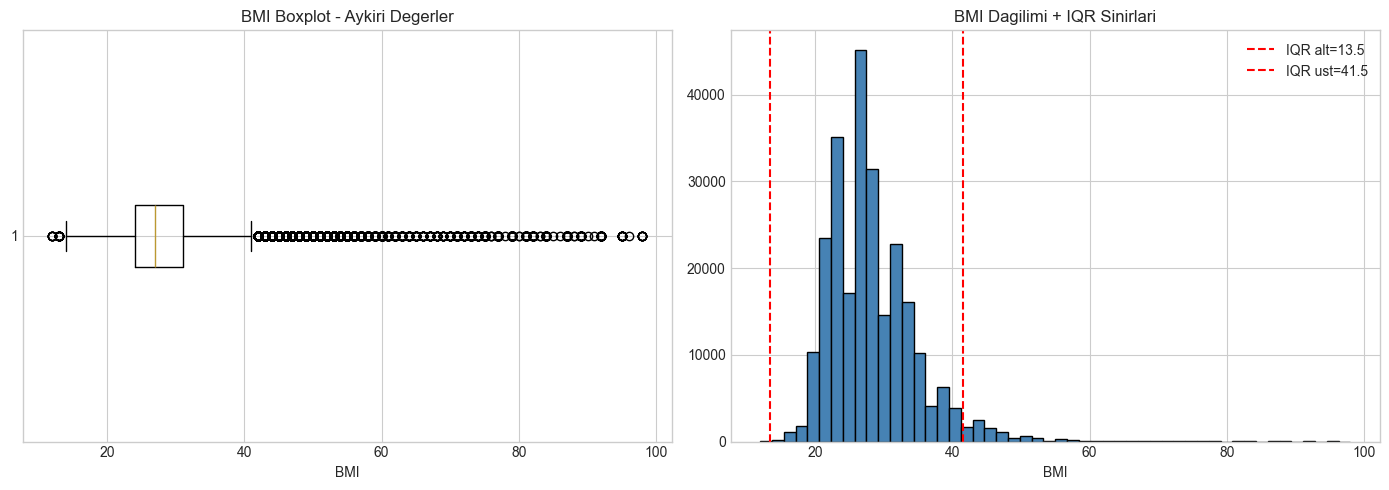 BMI Boxplot - Aykiri Degerler
1
20 40 60 80 100
BMI
BMI Dagilimi + IQR Sinirlari
IQR alt=13.5
IQR ust=41.5
40000
30000
20000
10000
0
20 40 60 80 100
BMI